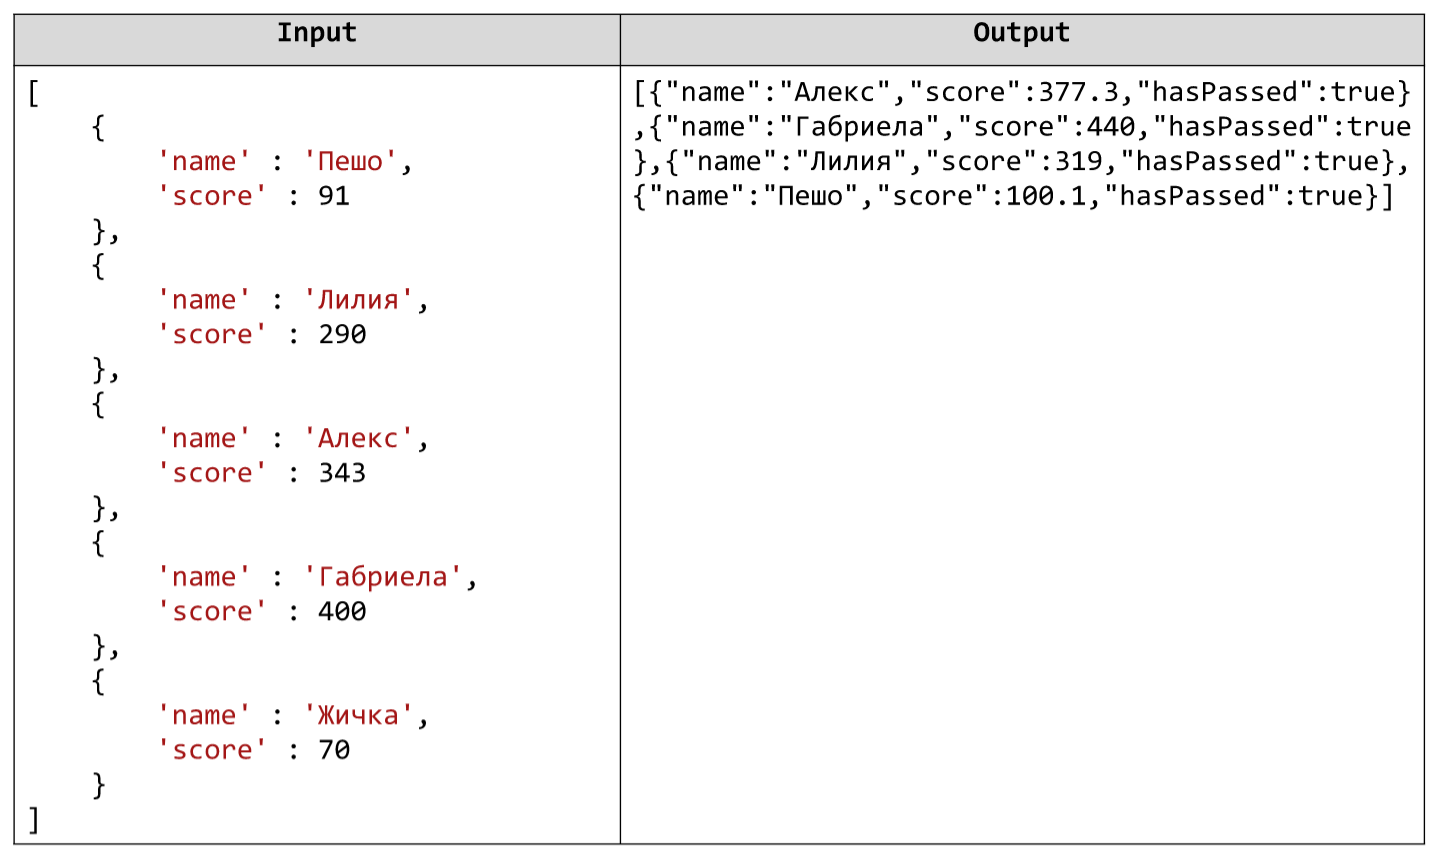 Input
Output
[
{
'name' : 'Пешо',
'score' : 91
},
{
'name' : 'Лилия',
'score' : 290
},
{
'name' : 'Алекс',
'score' : 343
},
{
'name' : 'Габриела',
'score' : 400
},
{
'name' : 'Жичка',
'score' : 70
}
]
[{"name":"Алекс","score":377.3,"hasPassed":true}
,{"name":"Габриела","score":440,"hasPassed":true
},{"name":"Лилия","score":319,"hasPassed":true},
{"name":"Пешо","score":100.1,"hasPassed":true}]